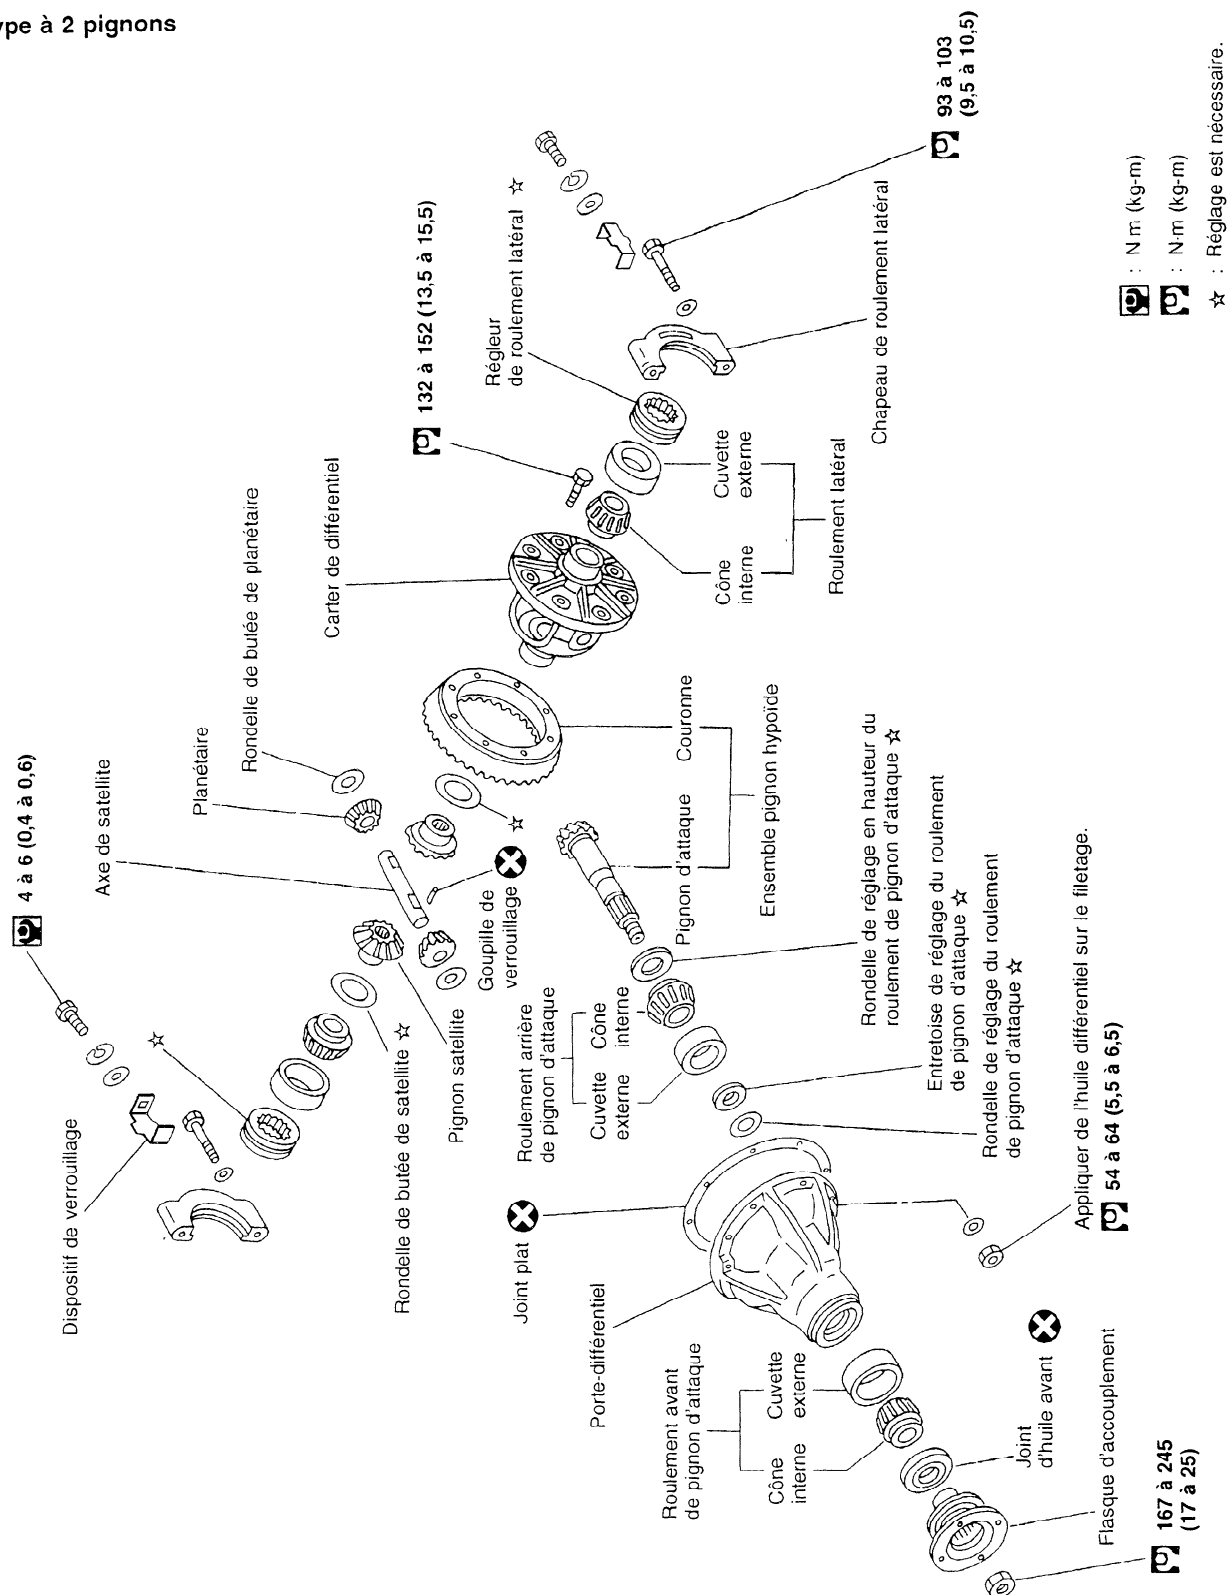 ype à 2 pignons
4 à 6 (0,4 à 0,6)
Axe de satellite
Planétaire
Rondelle de butée de planétaire
Carter de différentiel
132 à 152 (13,5 à 15,5)
Régleur
de roulement latéral ☆
93 à 103
(9,5 à 10,5)
Dispositif de verrouillage
☆
Rondelle de butée de satellite ☆
Pignon satellite
Goupille de
verrouillage
☆
Couronne
Pignon d'attaque
Ensemble pignon hypoïde
Cône
interne
Cuvette
externe
Roulement latéral
Chapeau de roulement latéral
: N·m (kg-m)
: N·m (kg-m)
☆ : Réglage est nécessaire.
Joint plat
Roulement arrière
de pignon d'attaque
Cuvette
externe
Cône
interne
Rondelle de réglage en hauteur du
roulement de pignon d'attaque ☆
Entretoise de réglage du roulement
de pignon d'attaque ☆
Rondelle de réglage du roulement
de pignon d'attaque ☆
Porte-différentiel
Roulement avant
de pignon d'attaque
Cône
interne
Cuvette
externe
Joint
d'huile avant
Appliquer de l'huile différentiel sur le filetage.
54 à 64 (5,5 à 6,5)
Flasque d'accouplement
167 à 245
(17 à 25)